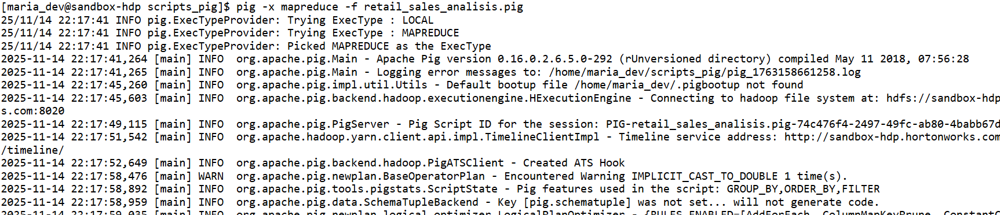 [maria_dev@sandbox-hdp scripts_pig]$ pig -x mapreduce -f retail_sales_analisis.pig
25/11/14 22:17:41 INFO pig.ExecTypeProvider: Trying ExecType : LOCAL
25/11/14 22:17:41 INFO pig.ExecTypeProvider: Trying ExecType : MAPREDUCE
25/11/14 22:17:41 INFO pig.ExecTypeProvider: Picked MAPREDUCE as the ExecType
2025-11-14 22:17:41,264 [main] INFO  org.apache.pig.Main - Apache Pig version 0.16.0.2.6.5.0-292 (rUnversioned directory) compiled May 11 2018, 07:56:28
2025-11-14 22:17:41,265 [main] INFO  org.apache.pig.Main - Logging error messages to: /home/maria_dev/scripts_pig/pig_1763158661258.log
2025-11-14 22:17:45,260 [main] INFO  org.apache.pig.impl.util.Utils - Default bootup file /home/maria_dev/.pigbootup not found
2025-11-14 22:17:45,603 [main] INFO  org.apache.pig.backend.hadoop.executionengine.HExecutionEngine - Connecting to hadoop file system at: hdfs://sandbox-hdp
s.com:8020
2025-11-14 22:17:49,115 [main] INFO  org.apache.pig.PigServer - Pig Script ID for the session: PIG-retail_sales_analisis.pig-74c476f4-2497-49fc-ab80-4babb67d
2025-11-14 22:17:51,542 [main] INFO  org.apache.hadoop.yarn.client.api.impl.TimelineClientImpl - Timeline service address: http://sandbox-hdp.hortonworks.com
/timeline/
2025-11-14 22:17:52,649 [main] INFO  org.apache.pig.backend.hadoop.PigATSClient - Created ATS Hook
2025-11-14 22:17:58,476 [main] WARN  org.apache.pig.newplan.BaseOperatorPlan - Encountered Warning IMPLICIT_CAST_TO_DOUBLE 1 time(s).
2025-11-14 22:17:58,892 [main] INFO  org.apache.pig.tools.pigstats.ScriptState - Pig features used in the script: GROUP_BY,ORDER_BY,FILTER
2025-11-14 22:17:58,959 [main] INFO  org.apache.pig.data.SchemaTupleBackend - Key [pig.schematuple] was not set... will not generate code.
2025-11-14 22:17:59,035 [main] INFO  org.apache.pig.newplan.logical.optimizer.LogicalPlanOptimizer - {RULES_ENABLED=[AddForEach, ColumnMapKeyPrune,